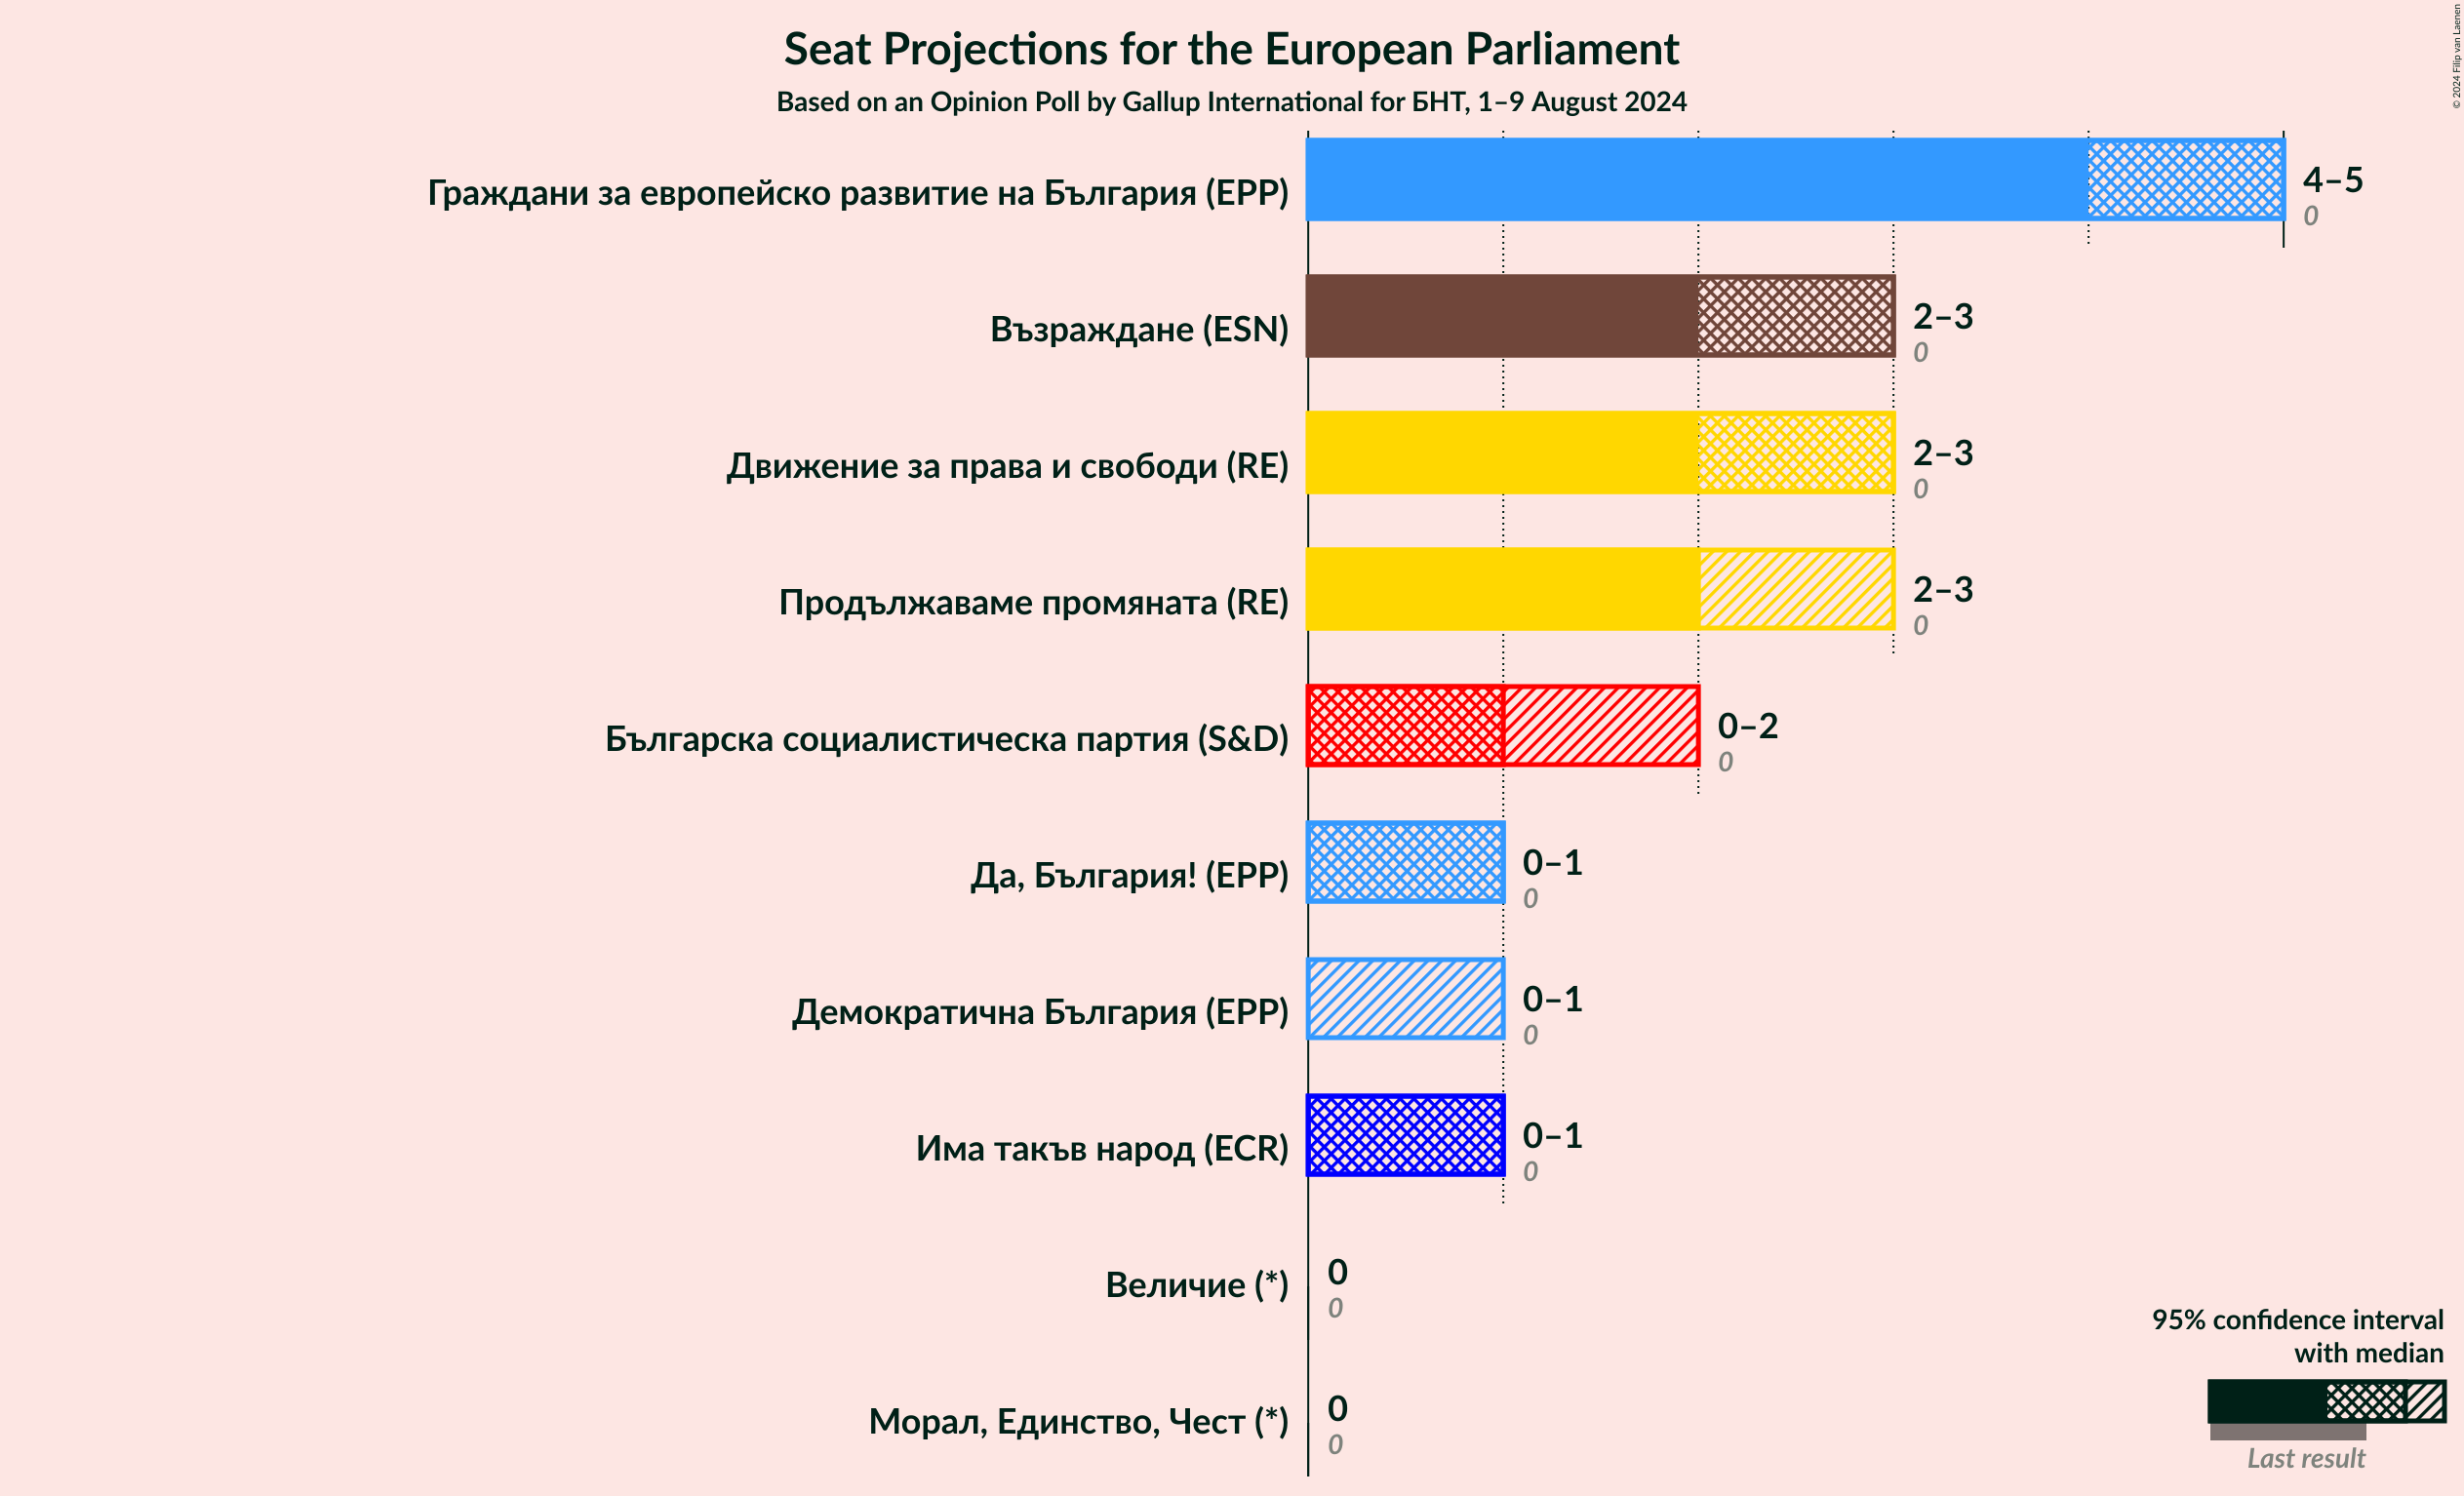 Seat Projections for the European Parliament
Based on an Opinion Poll by Gallup International for БНТ, 1–9 August 2024
© 2024 Filip van Laenen
Граждани за европейско развитие на България (EPP)
4–5
0
Възраждане (ESN)
2–3
0
Движение за права и свободи (RE)
2–3
0
Продължаваме промяната (RE)
2–3
0
Българска социалистическа партия (S&D)
0–2
0
Да, България! (EPP)
0–1
0
Демократична България (EPP)
0–1
0
Има такъв народ (ECR)
0–1
0
Величие (*)
0
0
Морал, Единство, Чест (*)
0
0
95% confidence interval
with median
Last result